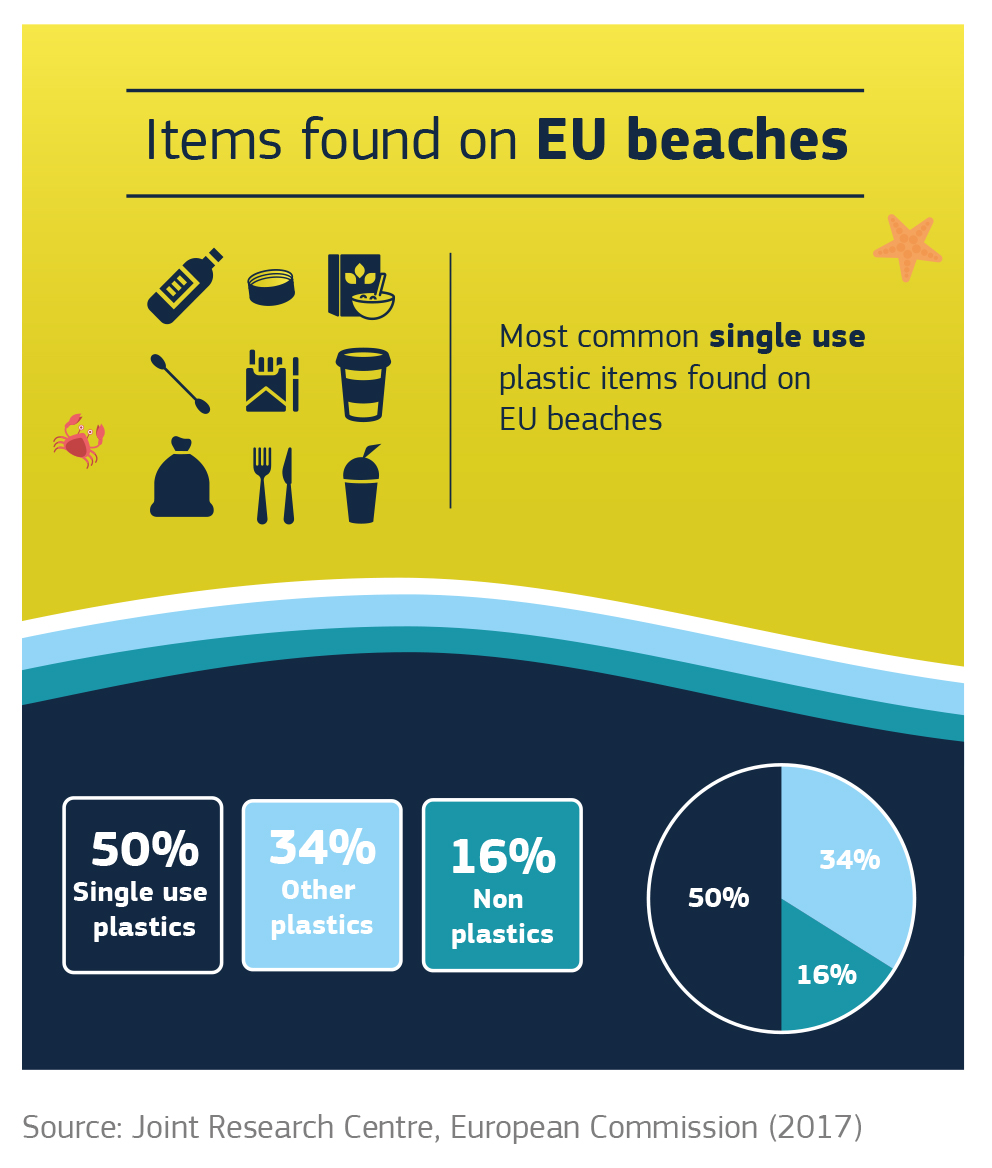 Items found on EU beaches
Most common single use
plastic items found on
EU beaches
50%
Single use
plastics
34%
Other
plastics
16%
Non
plastics
50%
34%
16%
Source: Joint Research Centre, European Commission (2017)